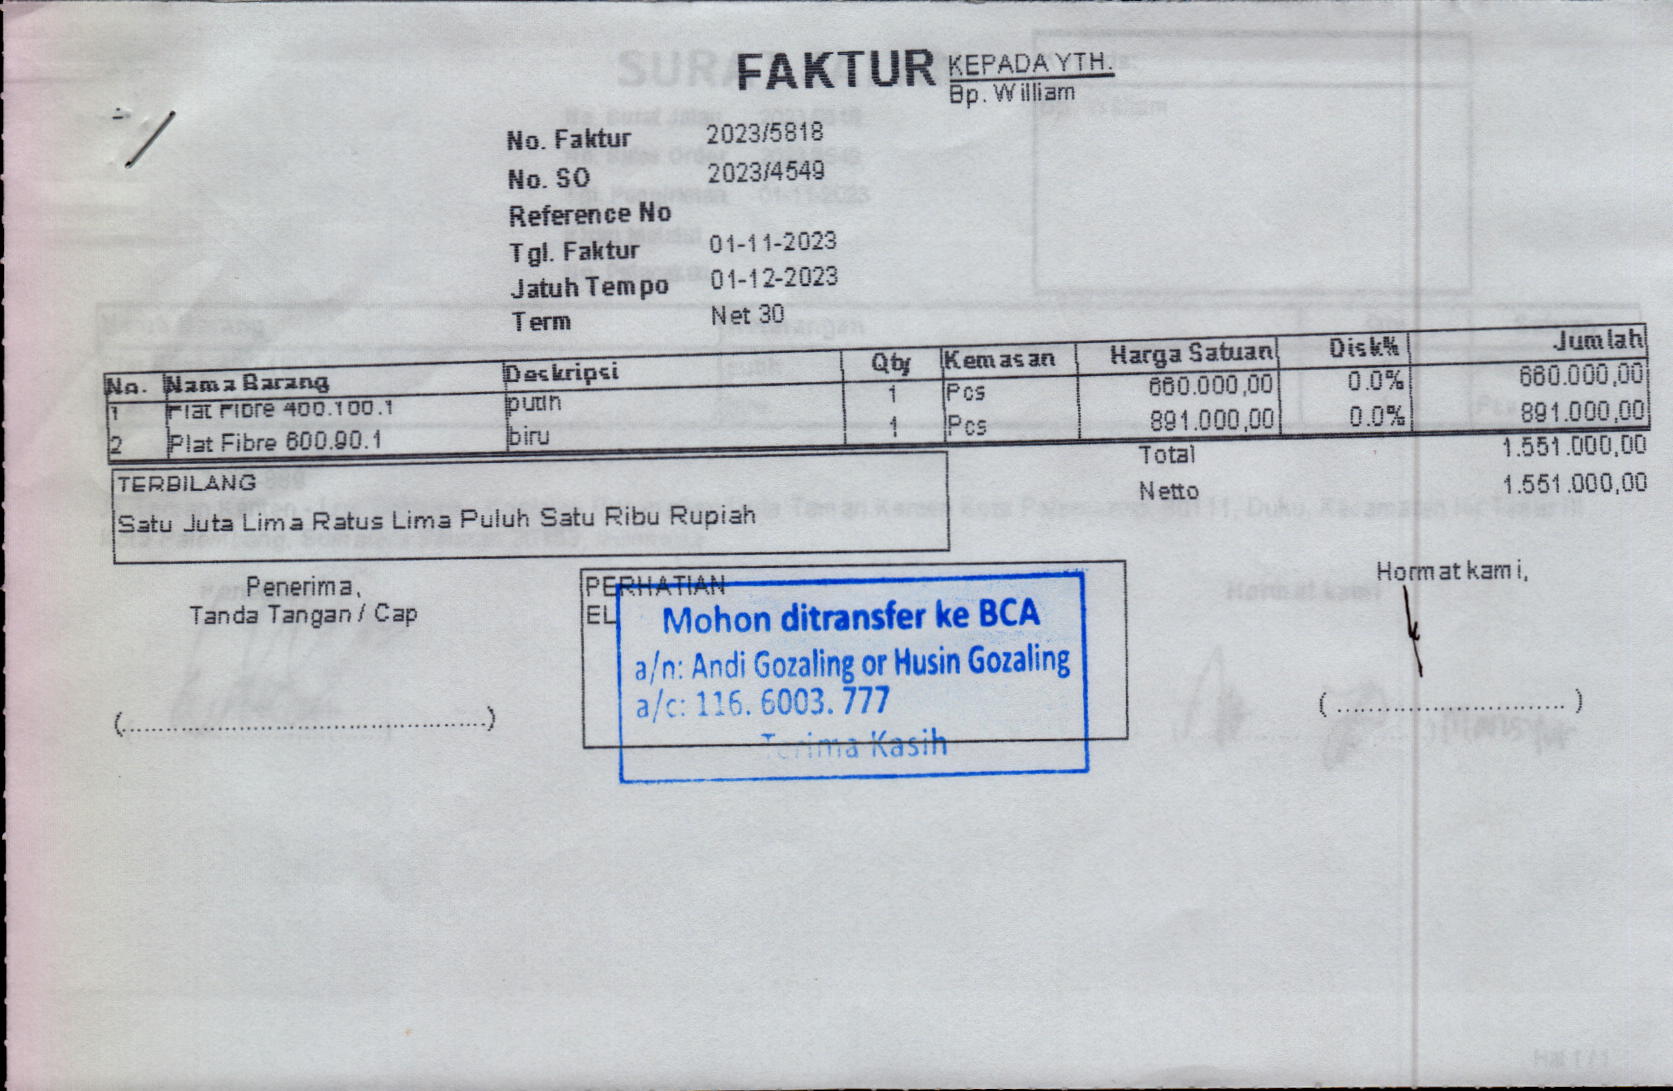 FAKTUR
KEPADA YTH.
Bp. William
No. Faktur 2023/5818
No. SO 2023/4549
Reference No
Tgl. Faktur 01-11-2023
Jatuh Tempo 01-12-2023
Term Net 30
No. Nama Barang Deskripsi Qty Kemasan Harga Satuan Disk% Jumlah
1 Plat Fibre 400.100.1 putih 1 Pcs 660.000,00 0.0% 660.000,00
2 Plat Fibre 600.90.1 biru 1 Pcs 891.000,00 0.0% 891.000,00
Total 1.551.000,00
Netto 1.551.000,00
TERBILANG
Satu Juta Lima Ratus Lima Puluh Satu Ribu Rupiah
Penerima,
Tanda Tangan / Cap
(................................................)
PERHATIAN
EL
Mohon ditransfer ke BCA
a/n: Andi Gozaling or Husin Gozaling
a/c: 116. 6003. 777
Terima Kasih
Hormat kami,
(..............................)